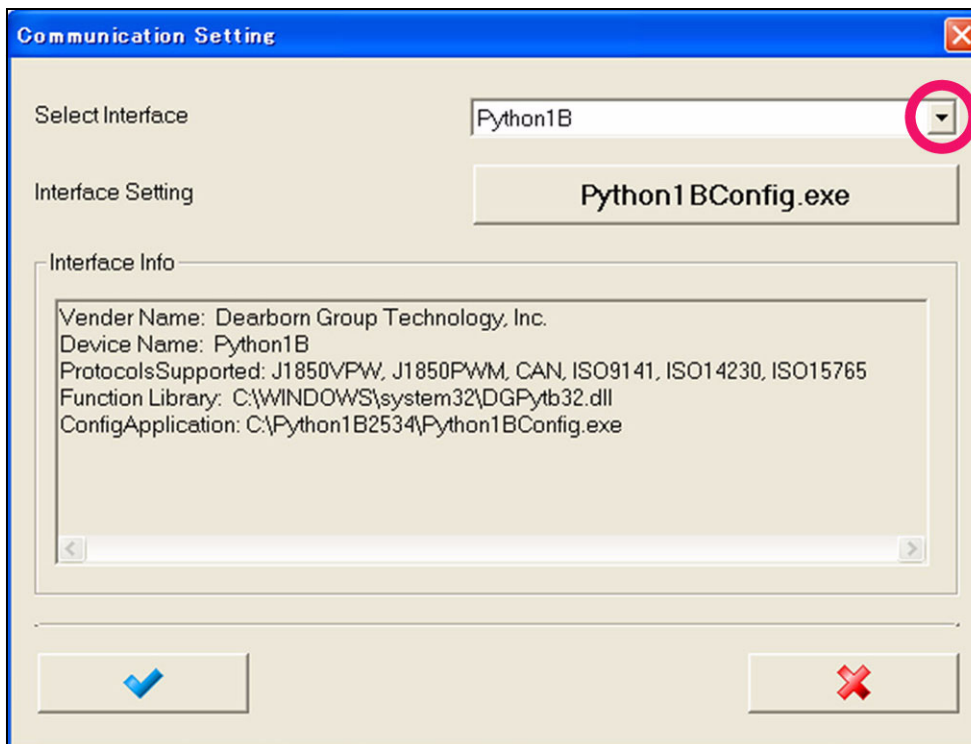 Communication Setting
Select Interface
Python1B
Interface Setting
Python1BConfig.exe
Interface Info
Vender Name: Dearborn Group Technology, Inc.
Device Name: Python1B
ProtocolsSupported: J1850VPW, J1850PWM, CAN, ISO9141, ISO14230, ISO15765
Function Library: C:\WINDOWS\system32\DGPytb32.dll
ConfigApplication: C:\Python1B2534\Python1BConfig.exe